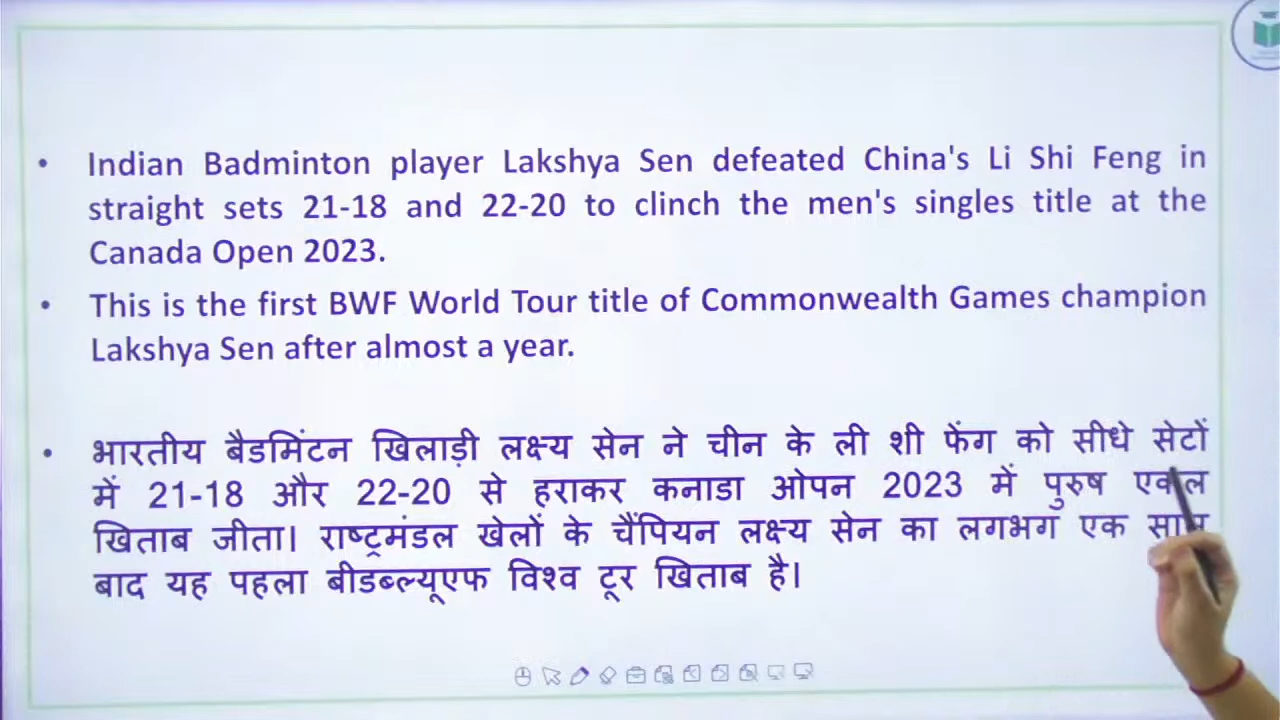 • Indian Badminton player Lakshya Sen defeated China's Li Shi Feng in
straight sets 21-18 and 22-20 to clinch the men's singles title at the
Canada Open 2023.
• This is the first BWF World Tour title of Commonwealth Games champion
Lakshya Sen after almost a year.
• भारतीय बैडमिंटन खिलाड़ी लक्ष्य सेन ने चीन के ली शी फेंग को सीधे सेटों
में 21-18 और 22-20 से हराकर कनाडा ओपन 2023 में पुरुष एकल
खिताब जीता। राष्ट्रमंडल खेलों के चैंपियन लक्ष्य सेन का लगभग एक
बाद यह पहला बीडब्ल्यूएफ विश्व टूर खिताब है।